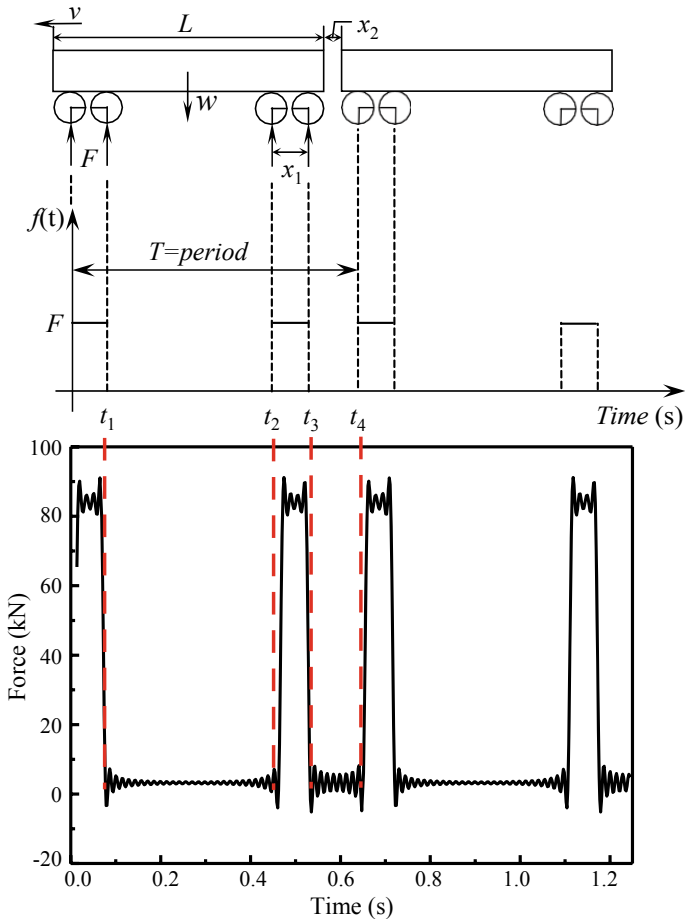 v
L
x₂
w
F
x₁
f(t)
T=period
F
t₁ t₂ t₃ t₄ Time (s)
100
80
60
40
20
0
-20
Force (kN)
0.0 0.2 0.4 0.6 0.8 1.0 1.2
Time (s)